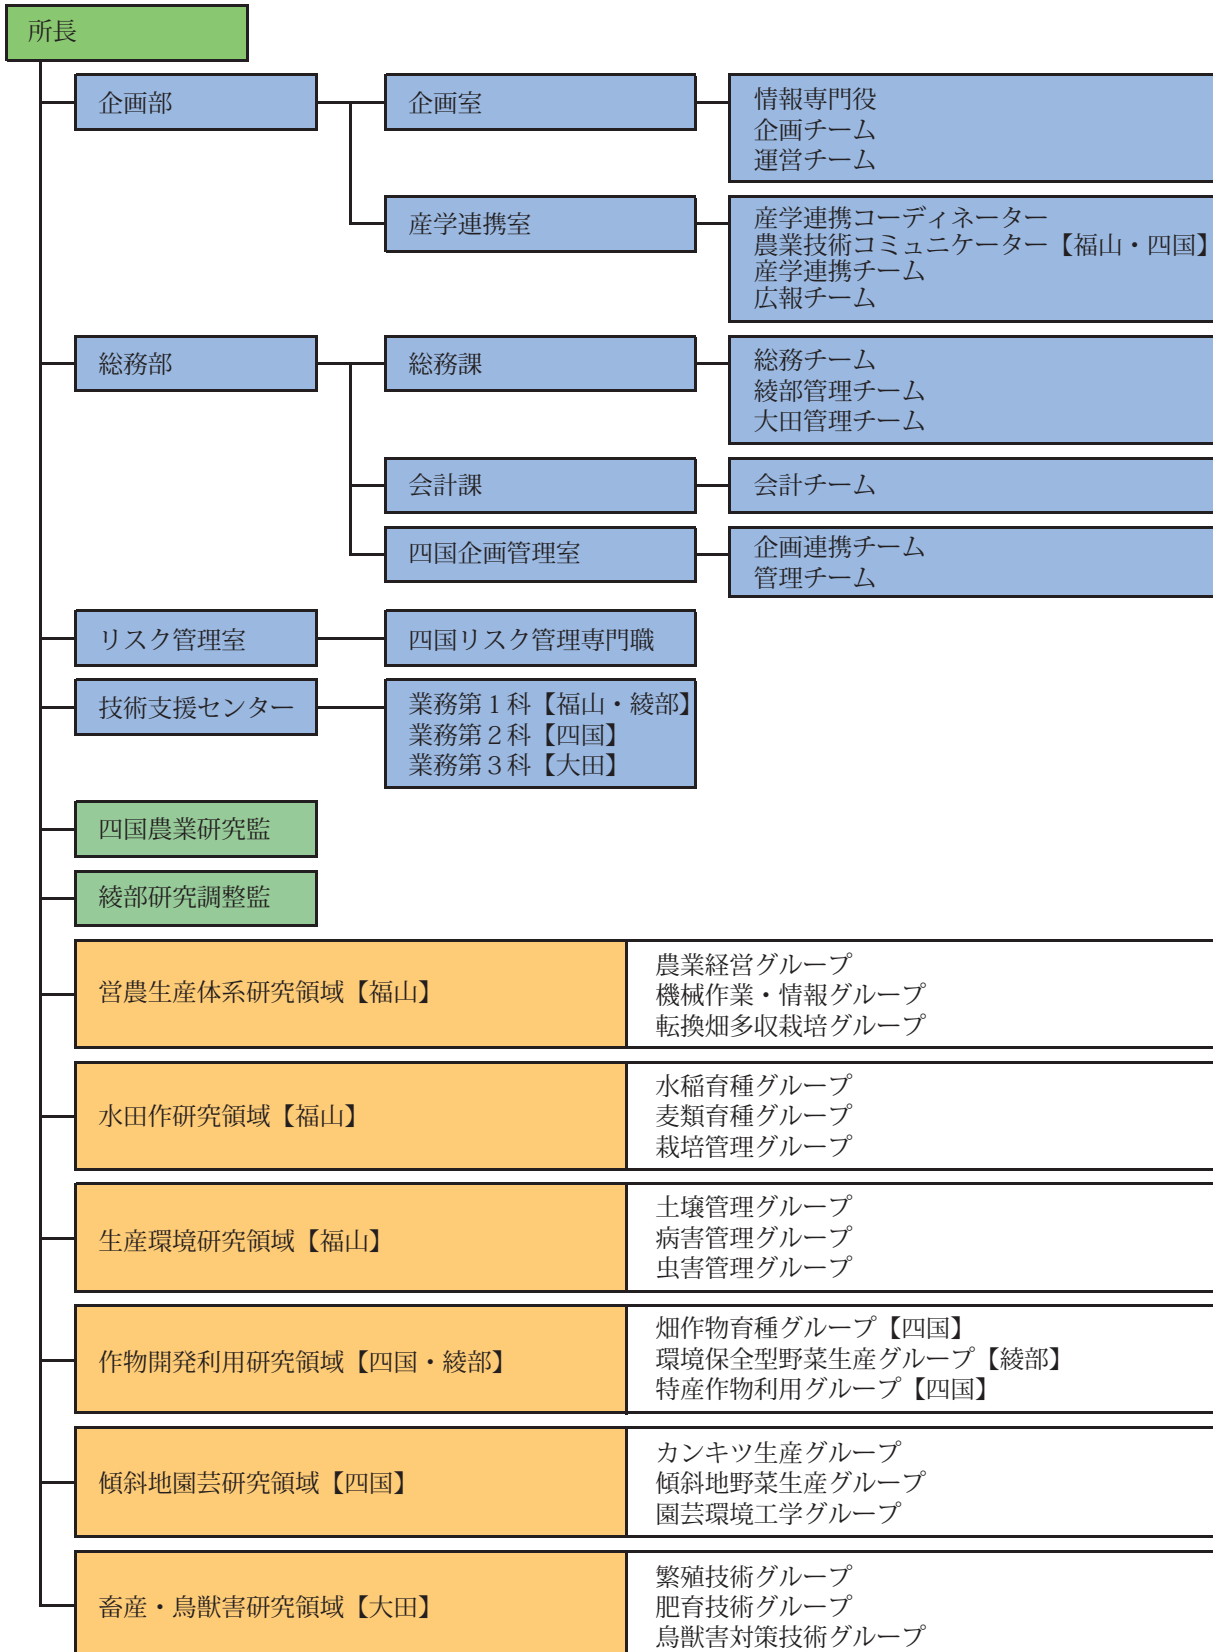 所長
企画部
企画室
情報専門役
企画チーム
運営チーム
産学連携室
産学連携コーディネーター
農業技術コミュニケーター【福山・四国】
産学連携チーム
広報チーム
総務部
総務課
総務チーム
綾部管理チーム
大田管理チーム
会計課
会計チーム
四国企画管理室
企画連携チーム
管理チーム
リスク管理室
四国リスク管理専門職
技術支援センター
業務第１科【福山・綾部】
業務第２科【四国】
業務第３科【大田】
四国農業研究監
綾部研究調整監
営農生産体系研究領域【福山】
農業経営グループ
機械作業・情報グループ
転換畑多収栽培グループ
水田作研究領域【福山】
水稲育種グループ
麦類育種グループ
栽培管理グループ
生産環境研究領域【福山】
土壌管理グループ
病害管理グループ
虫害管理グループ
作物開発利用研究領域【四国・綾部】
畑作物育種グループ【四国】
環境保全型野菜生産グループ【綾部】
特産作物利用グループ【四国】
傾斜地園芸研究領域【四国】
カンキツ生産グループ
傾斜地野菜生産グループ
園芸環境工学グループ
畜産・鳥獣害研究領域【大田】
繁殖技術グループ
肥育技術グループ
鳥獣害対策技術グループ